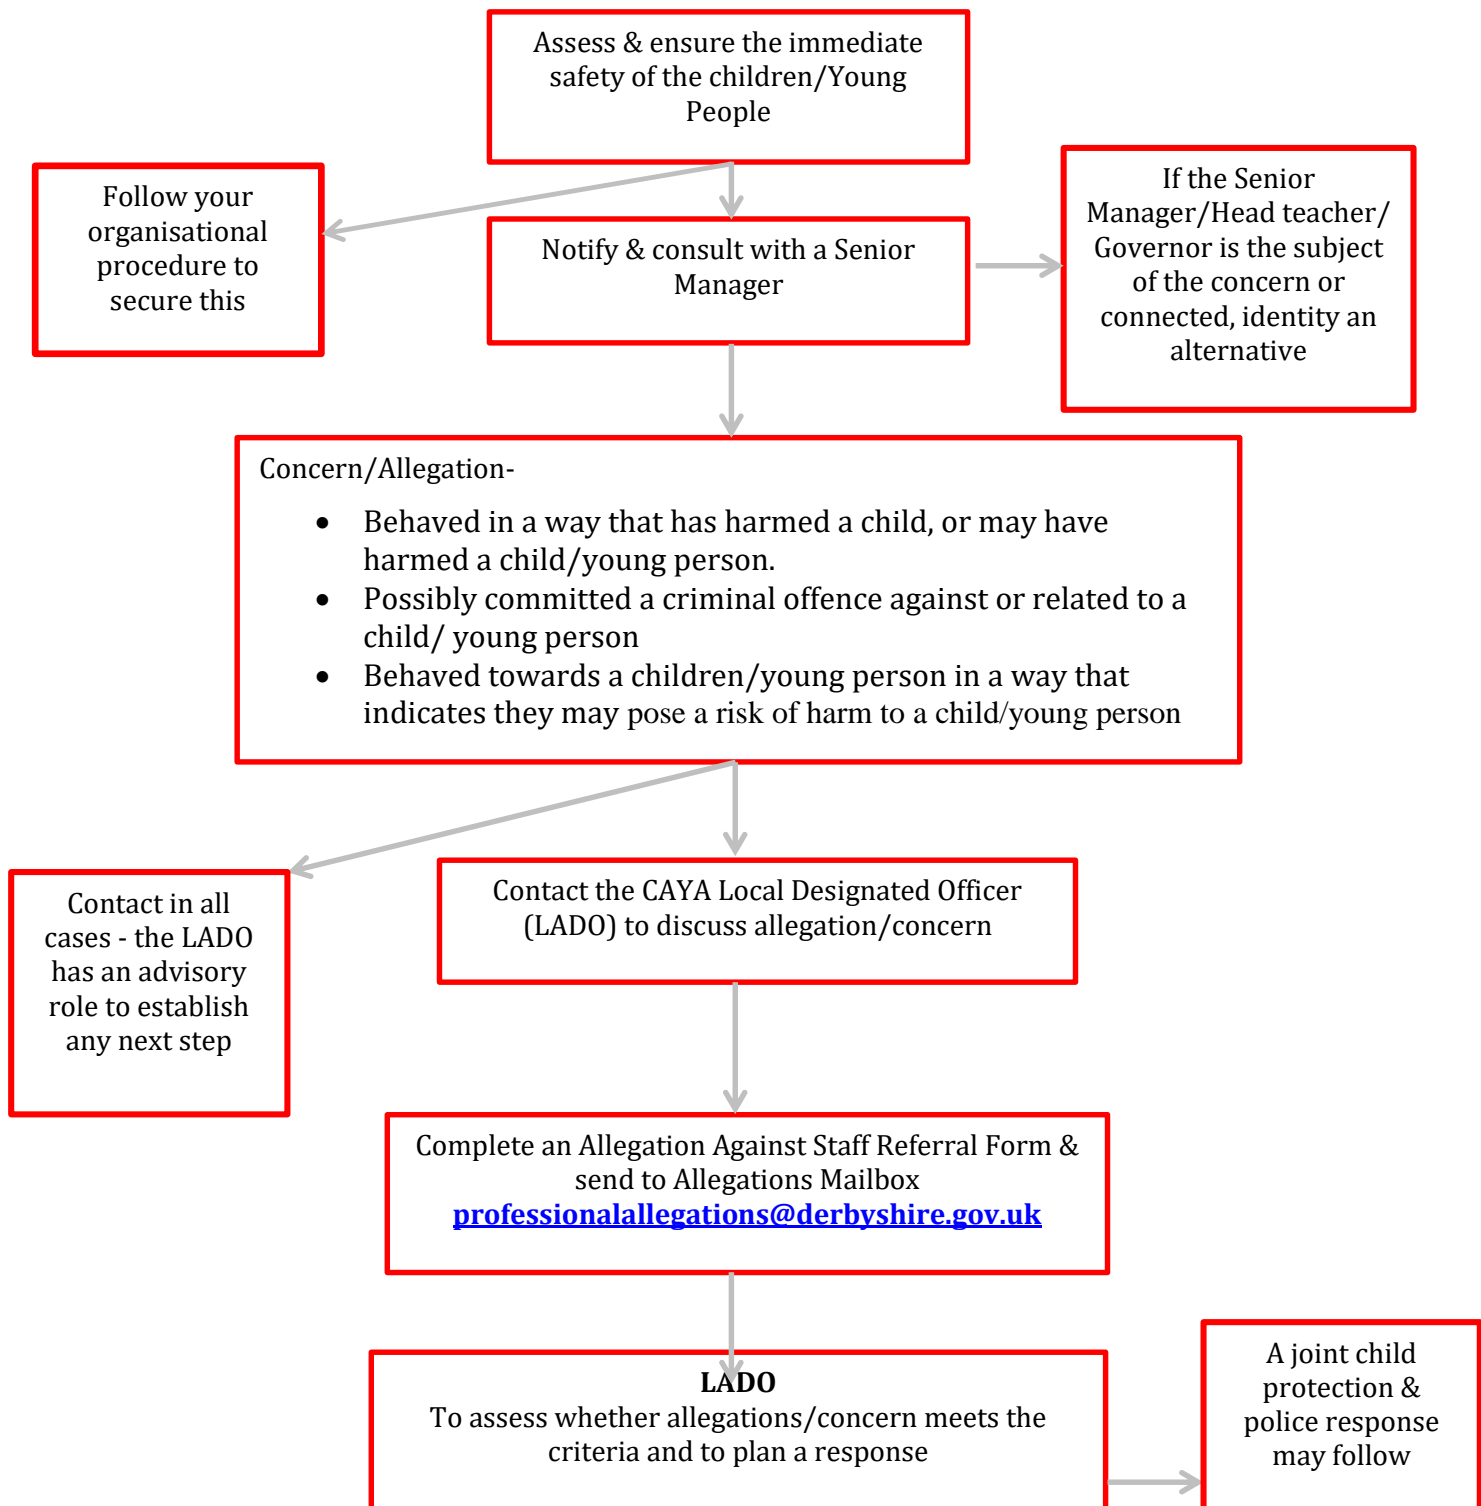 Assess & ensure the immediate
safety of the children/Young
People
Follow your
organisational
procedure to
secure this
Notify & consult with a Senior
Manager
If the Senior
Manager/Head teacher/
Governor is the subject
of the concern or
connected, identity an
alternative
Concern/Allegation-
• Behaved in a way that has harmed a child, or may have
harmed a child/young person.
• Possibly committed a criminal offence against or related to a
child/ young person
• Behaved towards a children/young person in a way that
indicates they may pose a risk of harm to a child/young person
Contact in all
cases - the LADO
has an advisory
role to establish
any next step
Contact the CAYA Local Designated Officer
(LADO) to discuss allegation/concern
Complete an Allegation Against Staff Referral Form &
send to Allegations Mailbox
professionalallegations@derbyshire.gov.uk
LADO
To assess whether allegations/concern meets the
criteria and to plan a response
A joint child
protection &
police response
may follow